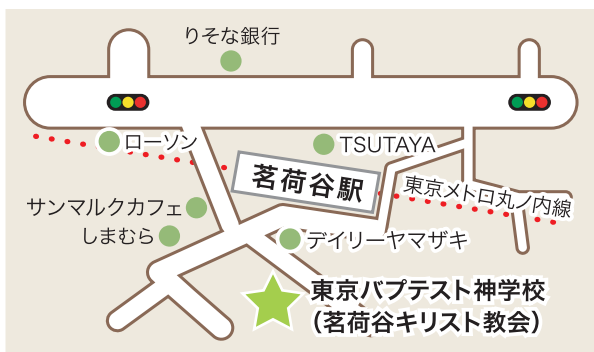 りそな銀行
ローソン
TSUTAYA
茗荷谷駅
東京メトロ丸ノ内線
サンマルクカフェ
しまむら
デイリーヤマザキ
東京バプテスト神学校
（茗荷谷キリスト教会）